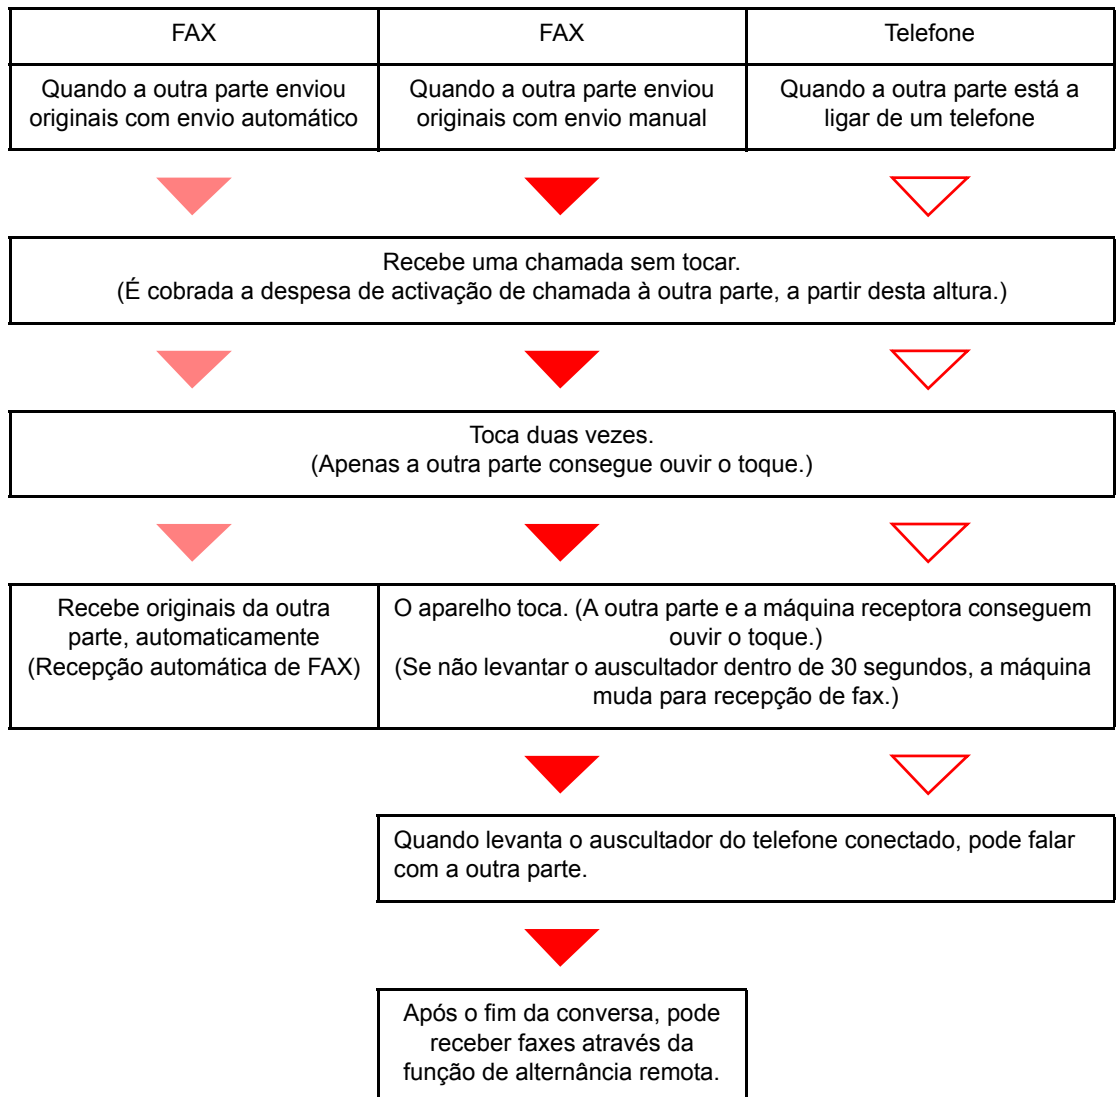 FAX
FAX
Telefone
Quando a outra parte enviou
originais com envio automático
Quando a outra parte enviou
originais com envio manual
Quando a outra parte está a
ligar de um telefone
Recebe uma chamada sem tocar.
(É cobrada a despesa de activação de chamada à outra parte, a partir desta altura.)
Toca duas vezes.
(Apenas a outra parte consegue ouvir o toque.)
Recebe originais da outra
parte, automaticamente
(Recepção automática de FAX)
O aparelho toca. (A outra parte e a máquina receptora conseguem
ouvir o toque.)
(Se não levantar o auscultador dentro de 30 segundos, a máquina
muda para recepção de fax.)
Quando levanta o auscultador do telefone conectado, pode falar
com a outra parte.
Após o fim da conversa, pode
receber faxes através da
função de alternância remota.